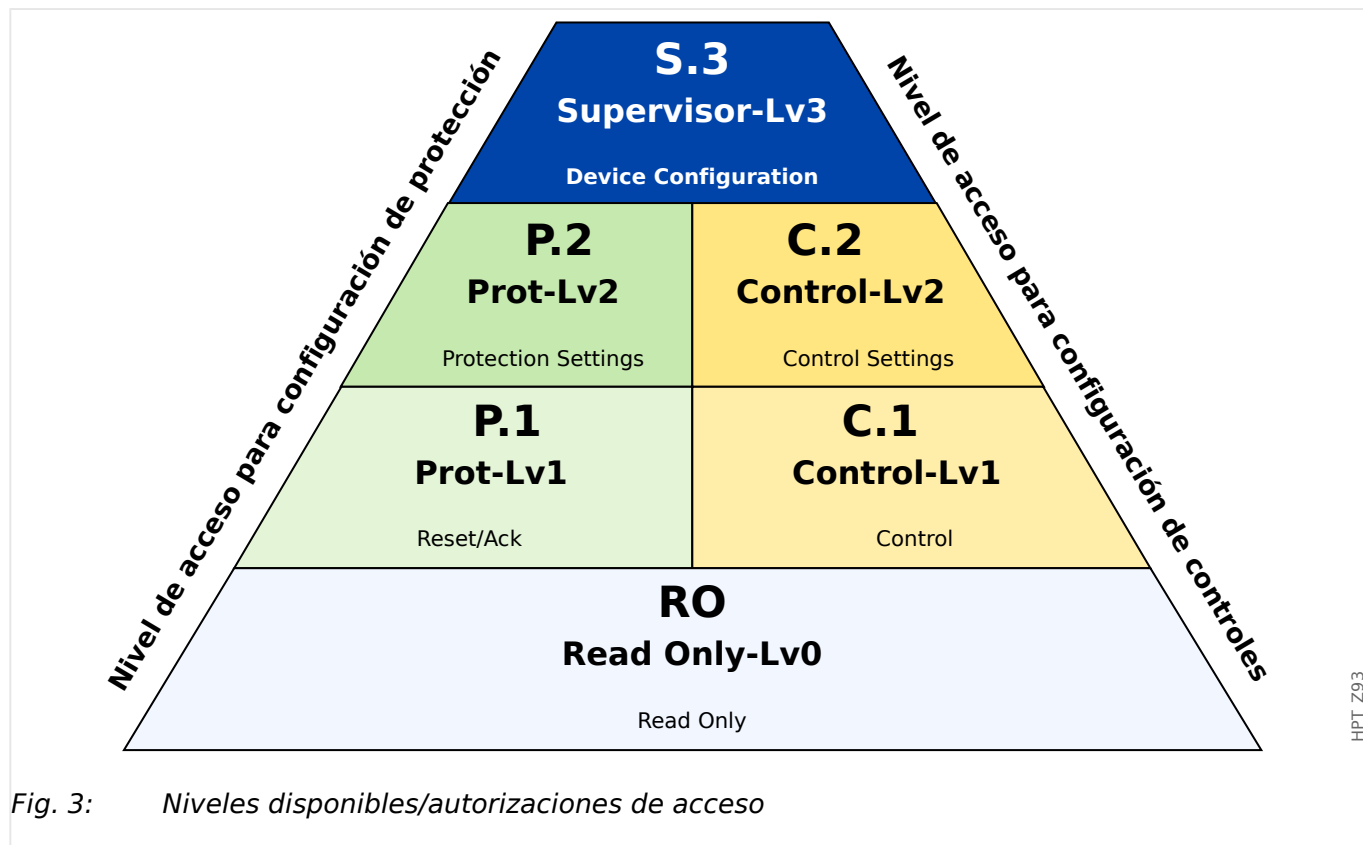 Nivel de acceso para configuración de protección
Nivel de acceso para configuración de controles
S.3
Supervisor-Lv3
Device Configuration
P.2
Prot-Lv2
Protection Settings
C.2
Control-Lv2
Control Settings
P.1
Prot-Lv1
Reset/Ack
C.1
Control-Lv1
Control
RO
Read Only-Lv0
Read Only
HPT_Z93
Fig. 3: Niveles disponibles/autorizaciones de acceso